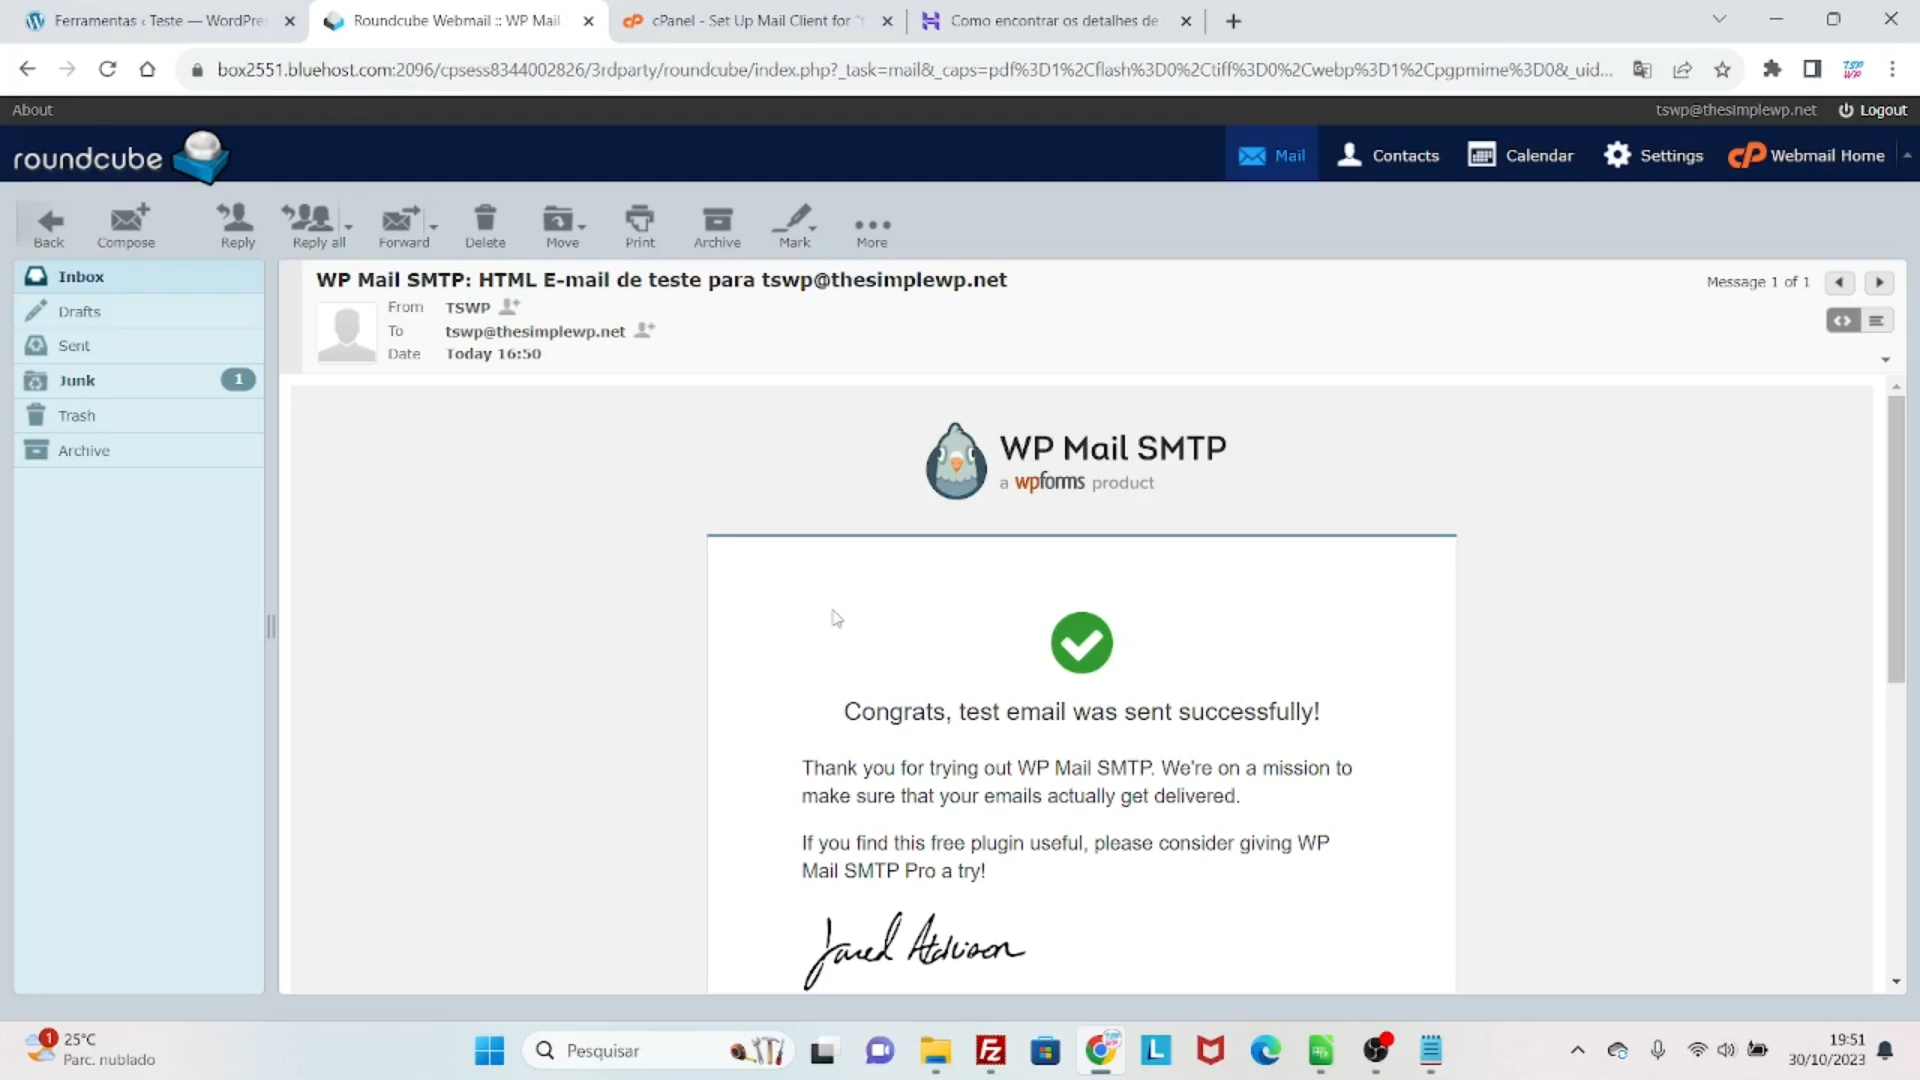 Ferramentas ‹ Teste — WordPre
Roundcube Webmail :: WP Mail
cPanel - Set Up Mail Client for "t
Como encontrar os detalhes de
box2551.bluehost.com:2096/cpsess8344002826/3rdparty/roundcube/index.php?_task=mail&_caps=pdf%3D1%2Cflash%3D0%2Ctiff%3D0%2Cwebp%3D1%2Cpgpmime%3D0&_uid...
TSP WP
About
tswp@thesimplewp.net
Logout
roundcube
Mail
Contacts
Calendar
Settings
cP Webmail Home
Back
Compose
Reply
Reply all
Forward
Delete
Move
Print
Archive
Mark
More
Inbox
Drafts
Sent
Junk 1
Trash
Archive
WP Mail SMTP: HTML E-mail de teste para tswp@thesimplewp.net
Message 1 of 1
From TSWP
To tswp@thesimplewp.net
Date Today 16:50
WP Mail SMTP
a wpforms product
Congrats, test email was sent successfully!
Thank you for trying out WP Mail SMTP. We're on a mission to
make sure that your emails actually get delivered.
If you find this free plugin useful, please consider giving WP
Mail SMTP Pro a try!
1
25°C
Parc. nublado
Pesquisar
19:51
30/10/2023